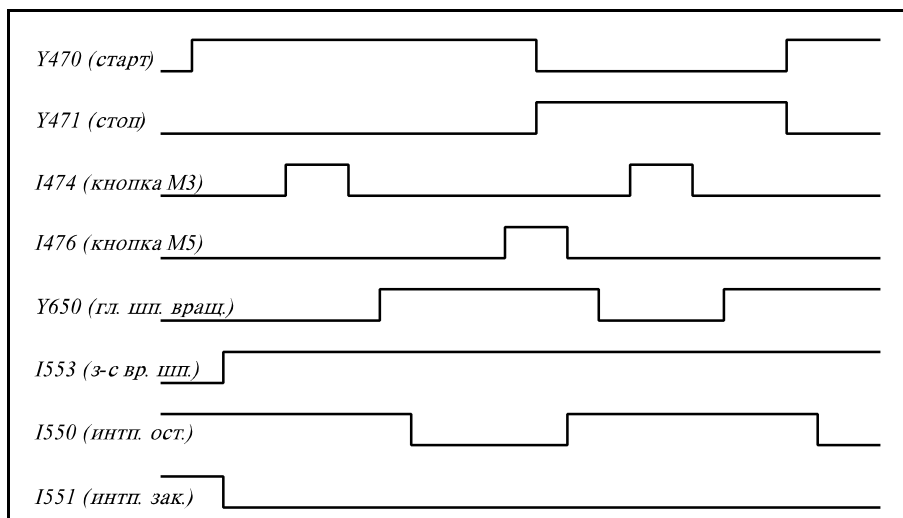 Y470 (старт)
Y471 (стоп)
I474 (кнопка М3)
I476 (кнопка М5)
Y650 (гл. шп. вращ.)
I553 (з-с вр. шп.)
I550 (интп. ост.)
I551 (интп. зак.)